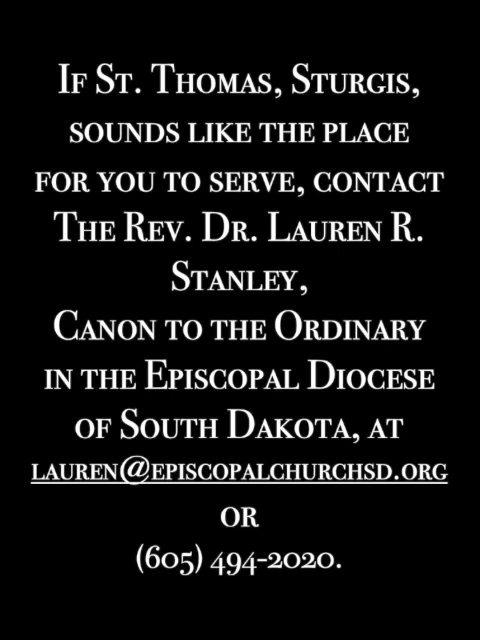 If St. Thomas, Sturgis,
sounds like the place
for you to serve, contact
The Rev. Dr. Lauren R.
Stanley,
Canon to the Ordinary
in the Episcopal Diocese
of South Dakota, at
lauren@episcopalchurchsd.org
or
(605) 494-2020.